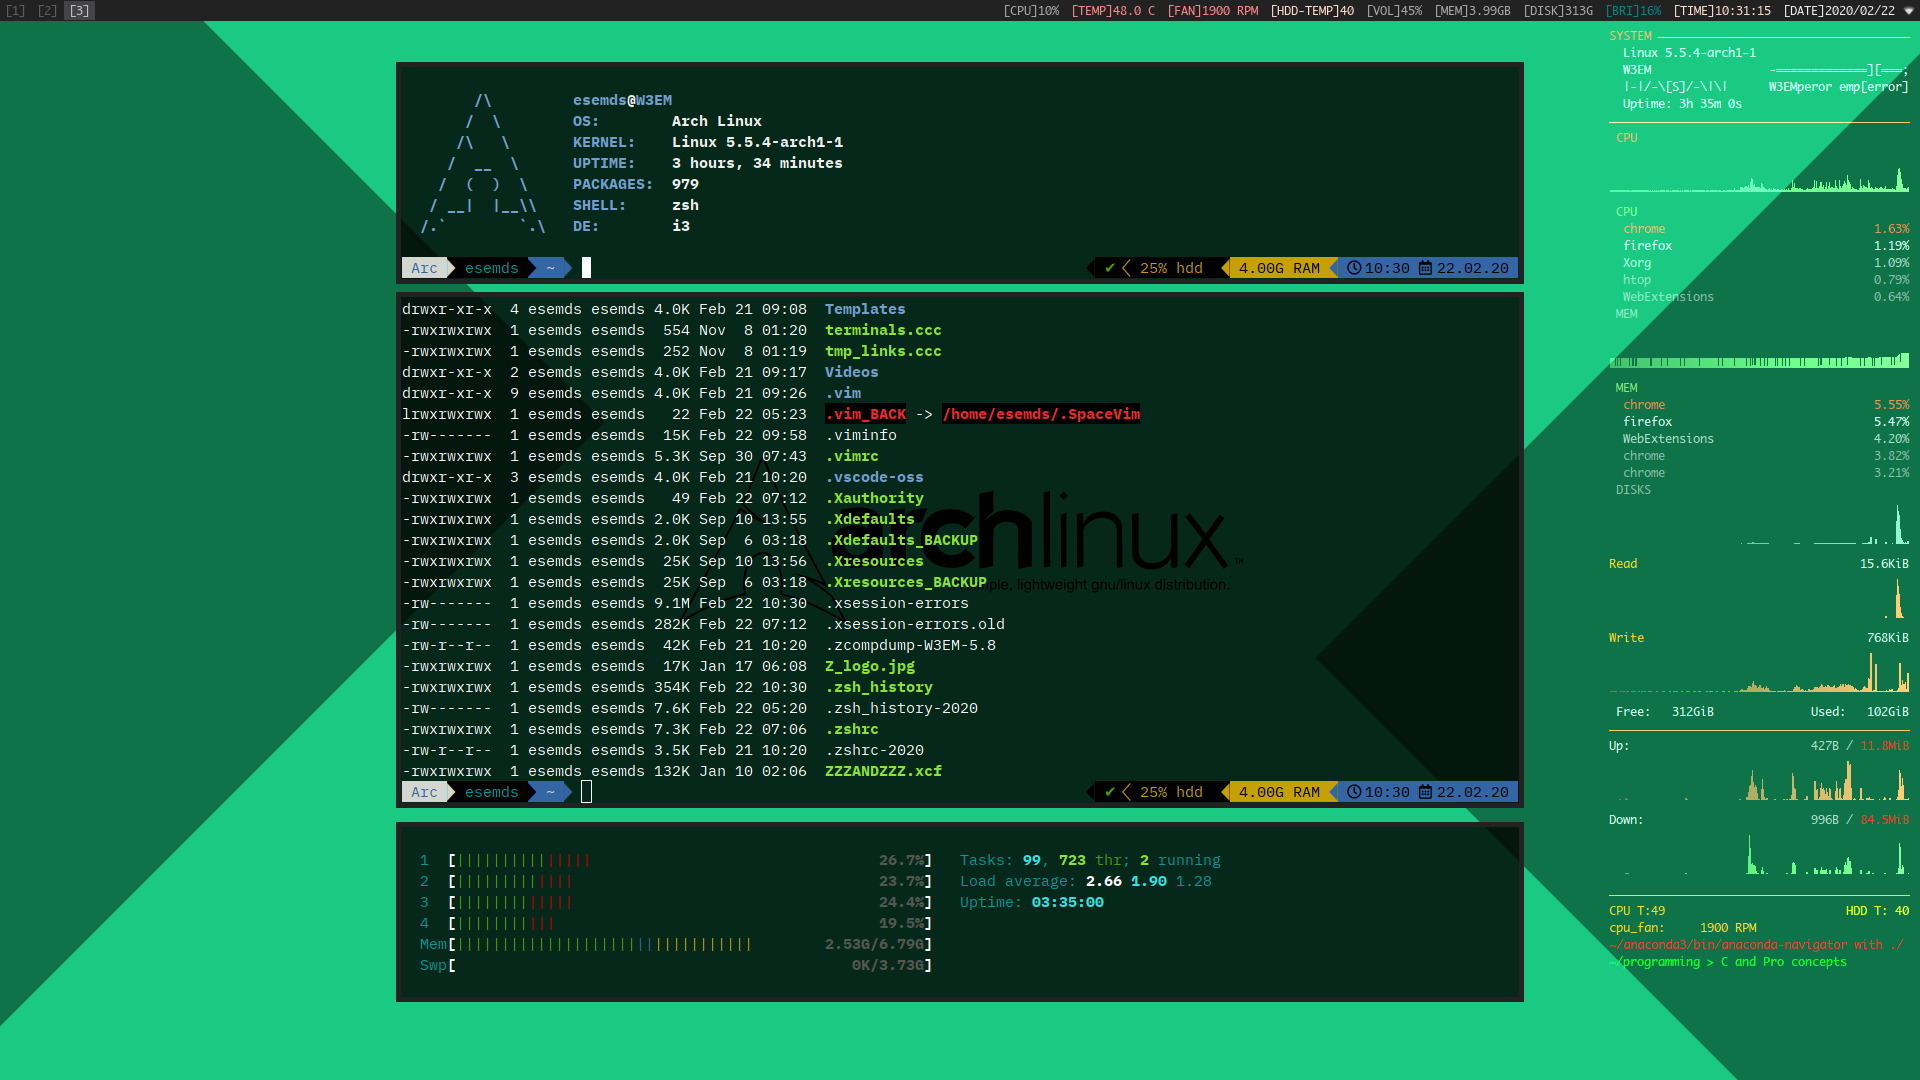 [1] [2] [3] [CPU]10% [TEMP]48.0 C [FAN]1900 RPM [HDD-TEMP]40 [VOL]45% [MEM]3.99GB [DISK]313G [BRI]16% [TIME]10:31:15 [DATE]2020/02/22
esemds@W3EM
OS: Arch Linux
KERNEL: Linux 5.5.4-arch1-1
UPTIME: 3 hours, 34 minutes
PACKAGES: 979
SHELL: zsh
DE: i3
Arc esemds ~ ✔ 25% hdd 4.00G RAM 10:30 22.02.20
drwxr-xr-x 4 esemds esemds 4.0K Feb 21 09:08 Templates
-rwxrwxrwx 1 esemds esemds 554 Nov 8 01:20 terminals.ccc
-rwxrwxrwx 1 esemds esemds 252 Nov 8 01:19 tmp_links.ccc
drwxr-xr-x 2 esemds esemds 4.0K Feb 21 09:17 Videos
drwxr-xr-x 9 esemds esemds 4.0K Feb 21 09:26 .vim
lrwxrwxrwx 1 esemds esemds 22 Feb 22 05:23 .vim_BACK -> /home/esemds/.SpaceVim
-rw------- 1 esemds esemds 15K Feb 22 09:58 .viminfo
-rwxrwxrwx 1 esemds esemds 5.3K Sep 30 07:43 .vimrc
drwxr-xr-x 3 esemds esemds 4.0K Feb 21 10:20 .vscode-oss
-rwxrwxrwx 1 esemds esemds 49 Feb 22 07:12 .Xauthority
-rwxrwxrwx 1 esemds esemds 2.0K Sep 10 13:55 .Xdefaults
-rwxrwxrwx 1 esemds esemds 2.0K Sep 6 03:18 .Xdefaults_BACKUP
-rwxrwxrwx 1 esemds esemds 25K Sep 10 13:56 .Xresources
-rwxrwxrwx 1 esemds esemds 25K Sep 6 03:18 .Xresources_BACKUP
-rw------- 1 esemds esemds 9.1M Feb 22 10:30 .xsession-errors
-rw------- 1 esemds esemds 282K Feb 22 07:12 .xsession-errors.old
-rw-r--r-- 1 esemds esemds 42K Feb 21 10:20 .zcompdump-W3EM-5.8
-rwxrwxrwx 1 esemds esemds 17K Jan 17 06:08 Z_logo.jpg
-rwxrwxrwx 1 esemds esemds 354K Feb 22 10:30 .zsh_history
-rw------- 1 esemds esemds 7.6K Feb 22 05:20 .zsh_history-2020
-rwxrwxrwx 1 esemds esemds 7.3K Feb 22 07:06 .zshrc
-rw-r--r-- 1 esemds esemds 3.5K Feb 21 10:20 .zshrc-2020
-rwxrwxrwx 1 esemds esemds 132K Jan 10 02:06 ZZZANDZZZ.xcf
archlinux ™
lightweight gnu/linux distribution.
Arc esemds ~ ✔ 25% hdd 4.00G RAM 10:30 22.02.20
1 [||||||||||||||| 26.7%] Tasks: 99, 723 thr; 2 running
2 [||||||||||||| 23.7%] Load average: 2.66 1.90 1.28
3 [||||||||||||| 24.4%] Uptime: 03:35:00
4 [||||||||||| 19.5%]
Mem[||||||||||||||||||||||||||||||||| 2.53G/6.79G]
Swp[ 0K/3.73G]
SYSTEM
Linux 5.5.4-arch1-1
W3EM -=============][===;
|-|/-\[S]/-\|\| W3EMperor emp[error]
Uptime: 3h 35m 0s
CPU
CPU
chrome 1.63%
firefox 1.19%
Xorg 1.09%
htop 0.79%
WebExtensions 0.64%
MEM
MEM
chrome 5.55%
firefox 5.47%
WebExtensions 4.20%
chrome 3.82%
chrome 3.21%
DISKS
Read 15.6KiB
Write 768KiB
Free: 312GiB Used: 102GiB
Up: 427B / 11.8MiB
Down: 996B / 84.5MiB
CPU T:49 HDD T: 40
cpu_fan: 1900 RPM
~/anaconda3/bin/anaconda-navigator with ./
~/programming > C and Pro concepts